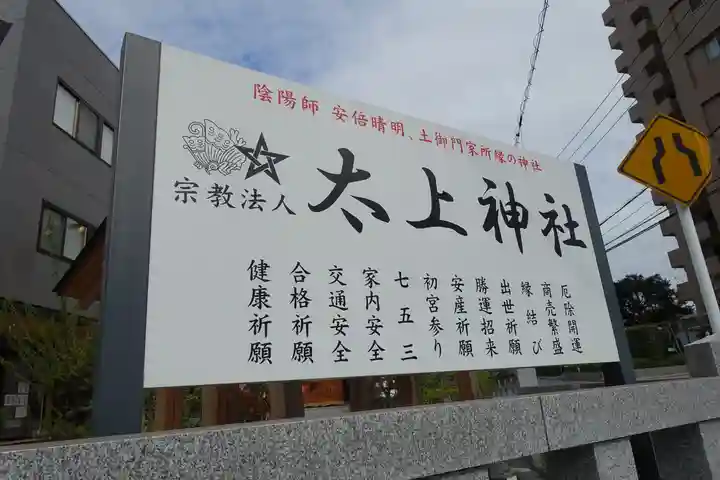 陰陽師 安倍晴明、土御門家所縁の神社
宗教法人 太上神社
厄除開運
商売繁盛
縁結び
出世祈願
勝運招来
安産祈願
初宮参り
七五三
家内安全
交通安全
合格祈願
健康祈願